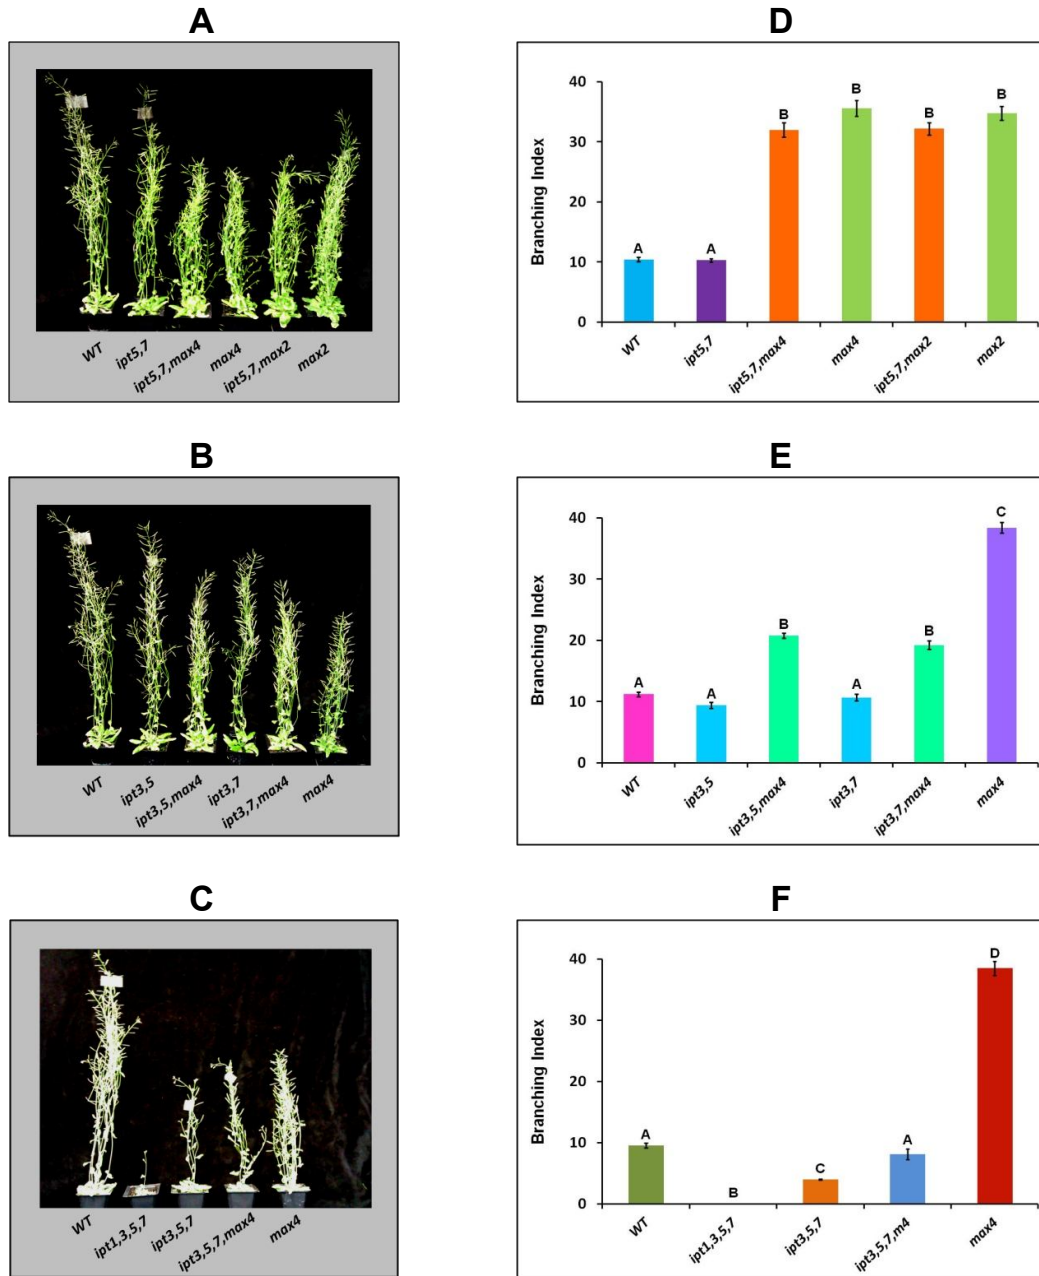 A
WT
ipt5,7
ipt5,7,max4
max4
ipt5,7,max2
max2
D
Branching Index
40
30
20
10
0
A
A
B
B
B
B
WT
ipt5,7
ipt5,7,max4
max4
ipt5,7,max2
max2
B
WT
ipt3,5
ipt3,5,max4
ipt3,7
ipt3,7,max4
max4
E
Branching Index
40
30
20
10
0
A
A
B
A
B
C
WT
ipt3,5
ipt3,5,max4
ipt3,7
ipt3,7,max4
max4
C
WT
ipt1,3,5,7
ipt3,5,7
ipt3,5,7,max4
max4
F
Branching Index
40
30
20
10
0
A
B
C
A
D
WT
ipt1,3,5,7
ipt3,5,7
ipt3,5,7,m4
max4